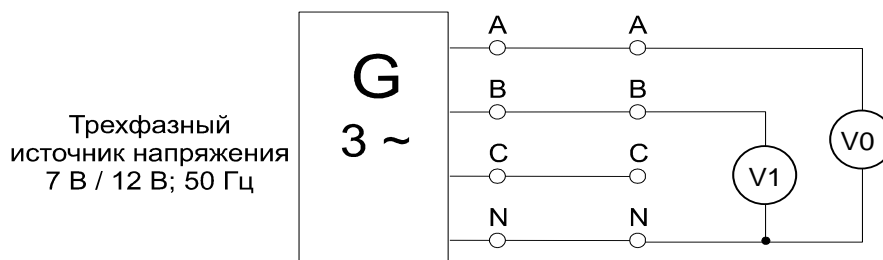 Трехфазный
источник напряжения
7 В / 12 В; 50 Гц
G
3 ~
A A
B B
C C
N N
V0
V1